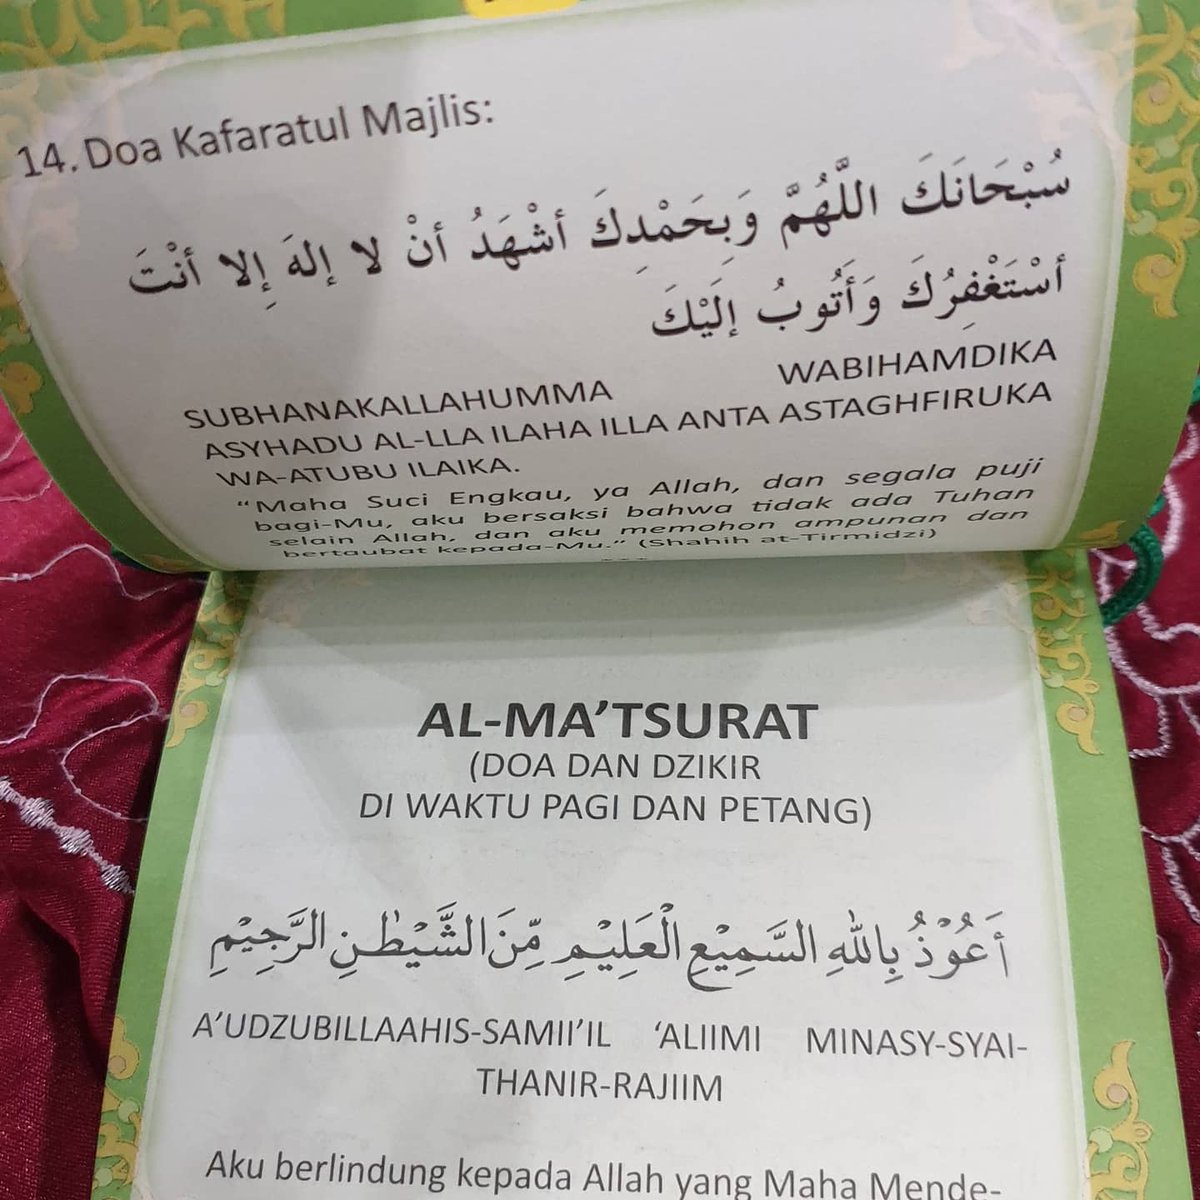 14. Doa Kafaratul Majlis:
سُبْحَانَكَ اللَّهُمَّ وَبِحَمْدِكَ أَشْهَدُ أَنْ لا إِلهَ إِلا أَنْتَ
أَسْتَغْفِرُكَ وَأَتُوبُ إِلَيْكَ
SUBHANAKALLAHUMMA WABIHAMDIKA
ASYHADU AL-LLA ILAHA ILLA ANTA ASTAGHFIRUKA
WA-ATUBU ILAIKA.
“Maha Suci Engkau, ya Allah, dan segala puji
bagi-Mu, aku bersaksi bahwa tidak ada Tuhan
selain Allah, dan aku memohon ampunan dan
bertaubat kepada-Mu.” (Shahih at-Tirmidzi)
AL-MA’TSURAT
(DOA DAN DZIKIR
DI WAKTU PAGI DAN PETANG)
أَعُوْذُ بِاللهِ السَّمِيْعِ الْعَلِيْمِ مِّنَ الشَّيْطٰنِ الرَّجِيْمِ
A’UDZUBILLAAHIS-SAMII’IL ‘ALIIMI MINASY-SYAI-
THANIR-RAJIIM
Aku berlindung kepada Allah yang Maha Mende-